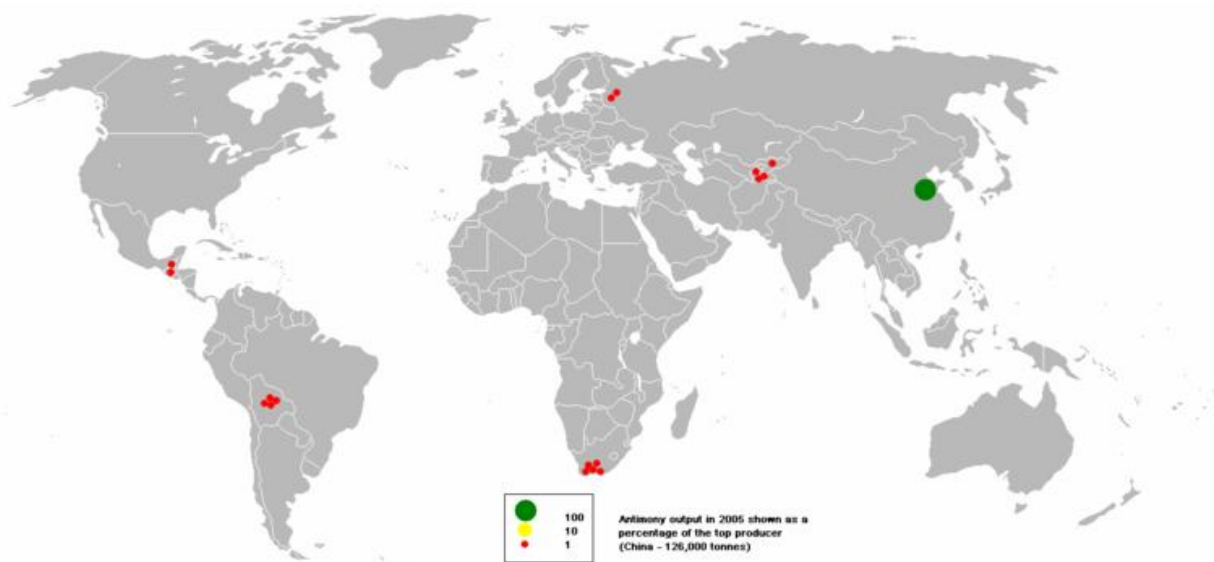 100
10
1
Antimony output in 2005 shown as a
percentage of the top producer
(China - 126,000 tonnes)